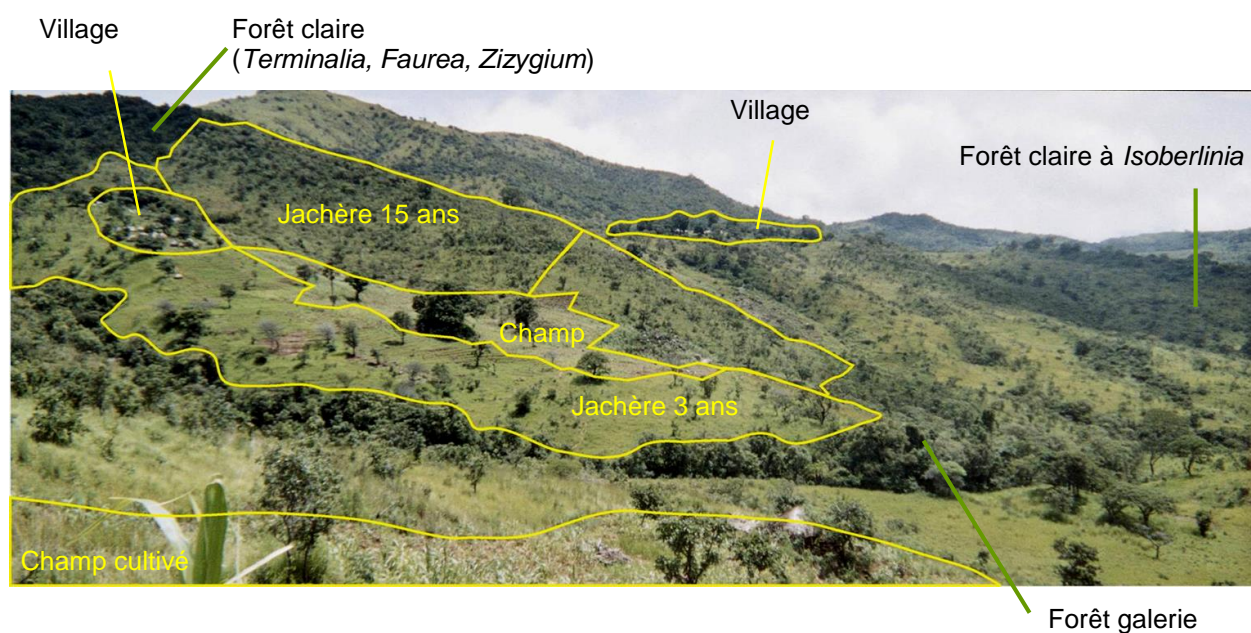 Village
Forêt claire
(Terminalia, Faurea, Zizygium)
Village
Forêt claire à Isoberlinia
Jachère 15 ans
Champ
Jachère 3 ans
Champ cultivé
Forêt galerie